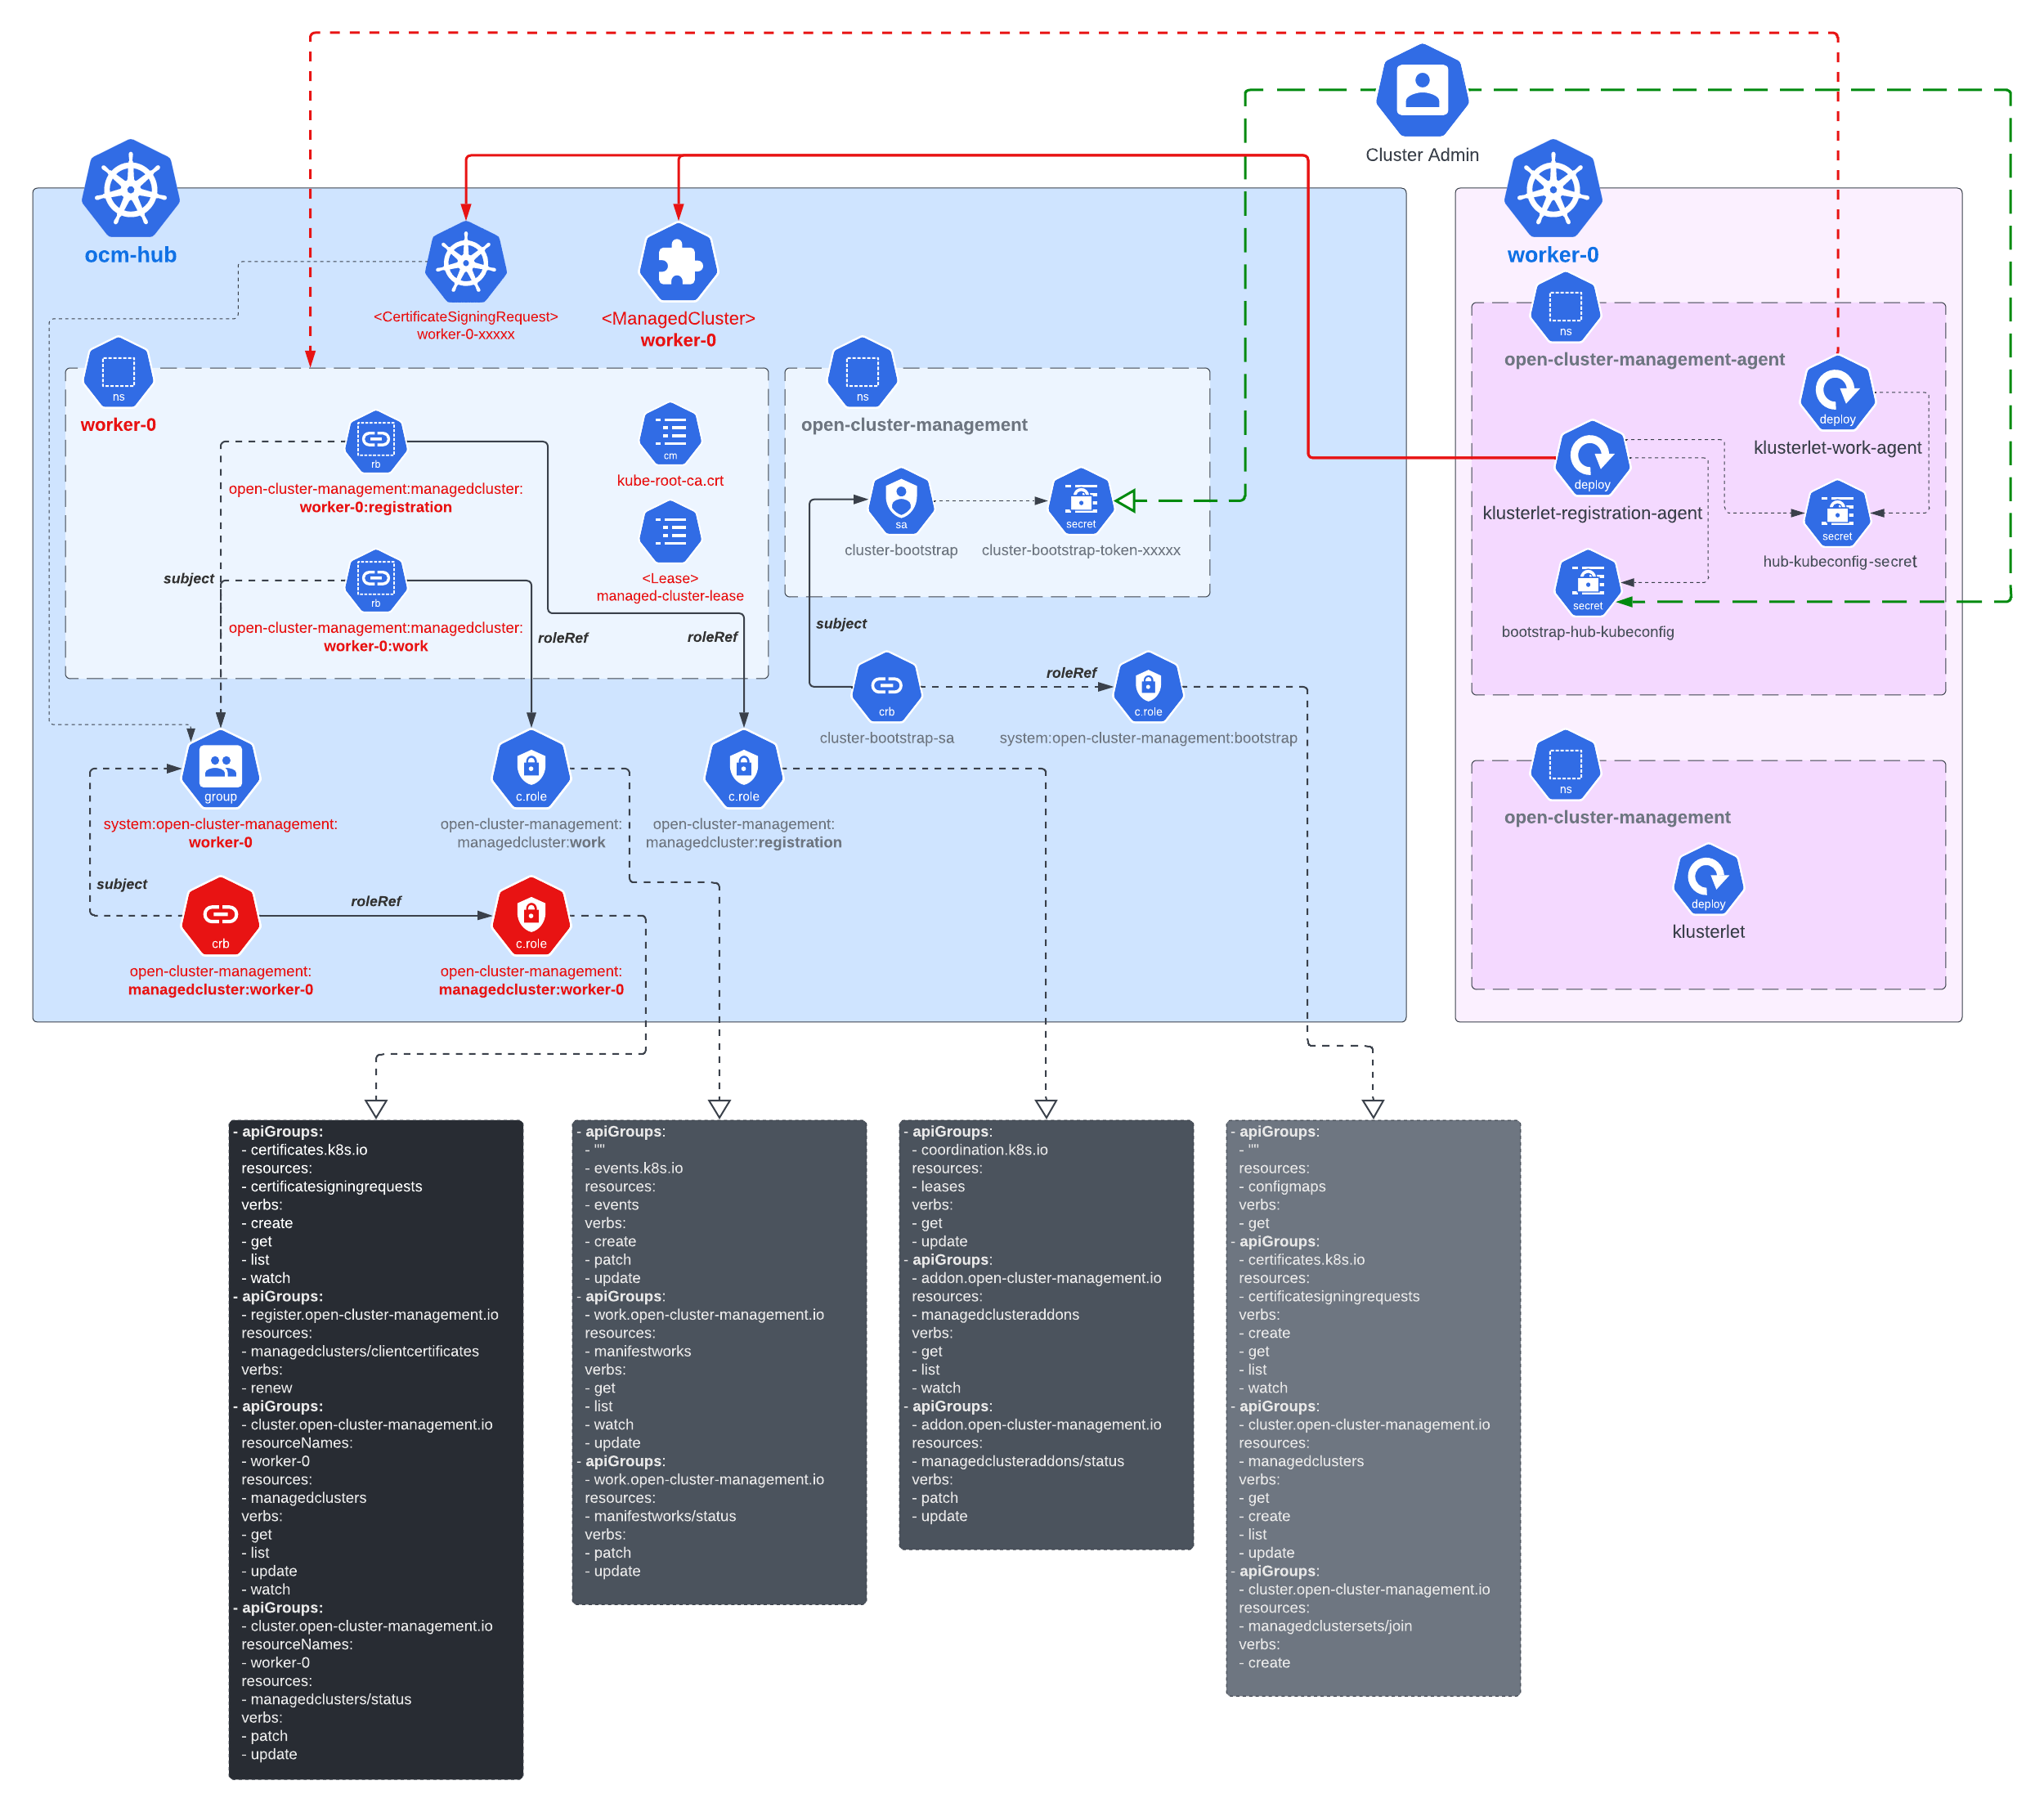 Cluster Admin
ocm-hub
<CertificateSigningRequest>
worker-0-xxxxx
<ManagedCluster>
worker-0
ns
worker-0
rb
open-cluster-management:managedcluster:
worker-0:registration
cm
kube-root-ca.crt
<Lease>
managed-cluster-lease
subject
rb
open-cluster-management:managedcluster:
worker-0:work
roleRef
roleRef
ns
open-cluster-management
sa
cluster-bootstrap
secret
cluster-bootstrap-token-xxxxx
subject
crb
cluster-bootstrap-sa
roleRef
c.role
system:open-cluster-management:bootstrap
group
system:open-cluster-management:
worker-0
c.role
open-cluster-management:
managedcluster:work
c.role
open-cluster-management:
managedcluster:registration
subject
crb
open-cluster-management:
managedcluster:worker-0
roleRef
c.role
open-cluster-management:
managedcluster:worker-0
worker-0
ns
open-cluster-management-agent
deploy
klusterlet-work-agent
deploy
klusterlet-registration-agent
secret
hub-kubeconfig-secret
secret
bootstrap-hub-kubeconfig
ns
open-cluster-management
deploy
klusterlet
- apiGroups:
- certificates.k8s.io
resources:
- certificatesigningrequests
verbs:
- create
- get
- list
- watch
- apiGroups:
- register.open-cluster-management.io
resources:
- managedclusters/clientcertificates
verbs:
- renew
- apiGroups:
- cluster.open-cluster-management.io
resourceNames:
- worker-0
resources:
- managedclusters
verbs:
- get
- list
- update
- watch
- apiGroups:
- cluster.open-cluster-management.io
resourceNames:
- worker-0
resources:
- managedclusters/status
verbs:
- patch
- update
- apiGroups:
- ""
- events.k8s.io
resources:
- events
verbs:
- create
- patch
- update
- apiGroups:
- work.open-cluster-management.io
resources:
- manifestworks
verbs:
- get
- list
- watch
- update
- apiGroups:
- work.open-cluster-management.io
resources:
- manifestworks/status
verbs:
- patch
- update
- apiGroups:
- coordination.k8s.io
resources:
- leases
verbs:
- get
- update
- apiGroups:
- addon.open-cluster-management.io
resources:
- managedclusteraddons
verbs:
- get
- list
- watch
- apiGroups:
- addon.open-cluster-management.io
resources:
- managedclusteraddons/status
verbs:
- patch
- update
- apiGroups:
- ""
resources:
- configmaps
verbs:
- get
- apiGroups:
- certificates.k8s.io
resources:
- certificatesigningrequests
verbs:
- create
- get
- list
- watch
- apiGroups:
- cluster.open-cluster-management.io
resources:
- managedclusters
verbs:
- get
- create
- list
- update
- apiGroups:
- cluster.open-cluster-management.io
resources:
- managedclustersets/join
verbs:
- create